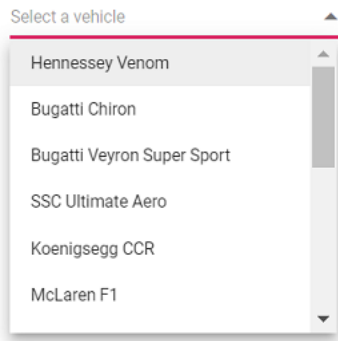 Select a vehicle
Hennessey Venom
Bugatti Chiron
Bugatti Veyron Super Sport
SSC Ultimate Aero
Koenigsegg CCR
McLaren F1